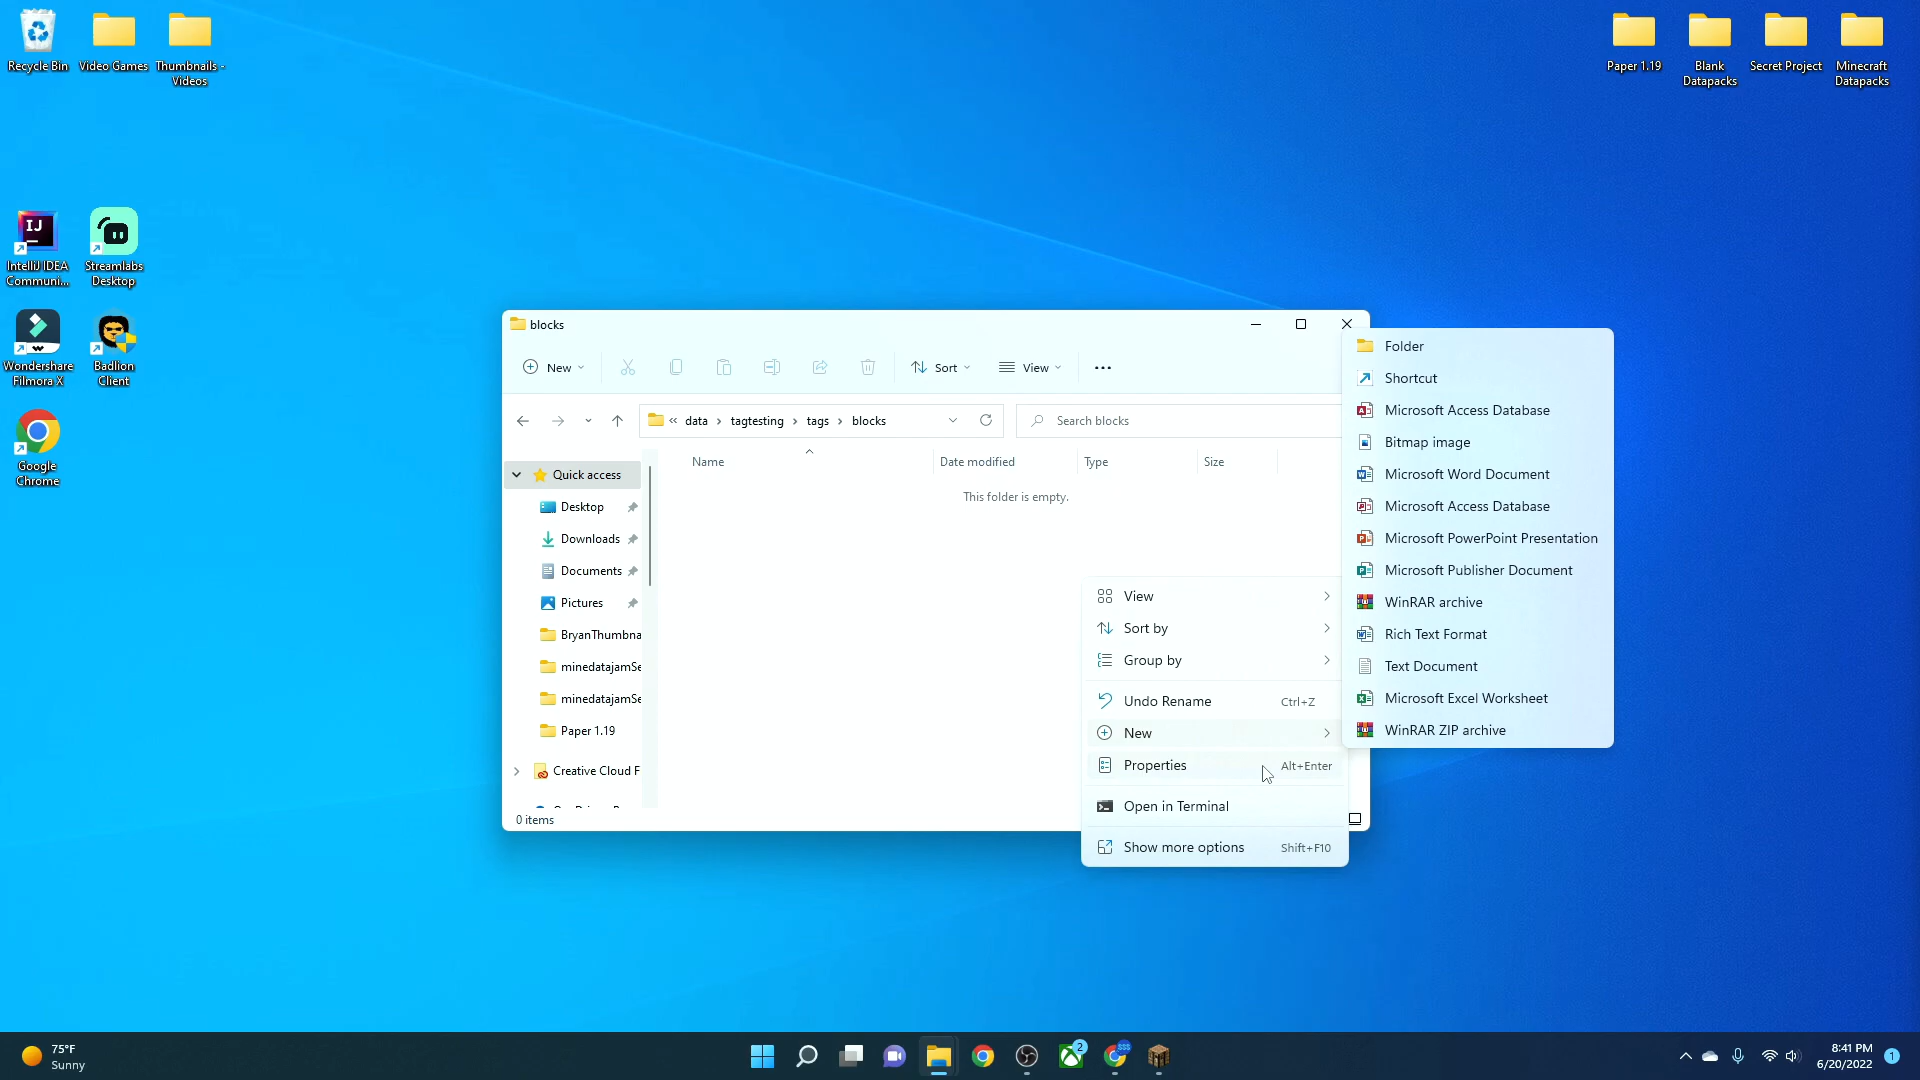 Recycle Bin
Video Games
Thumbnails -
Videos
Paper 1.19
Blank
Datapacks
Secret Project
Minecraft
Datapacks
IJ
IntelliJ IDEA
Communi...
Streamlabs
Desktop
Wondershare
Filmora X
Badlion
Client
Google
Chrome
blocks
New
Sort
View
data
tagtesting
tags
blocks
Search blocks
Name
Date modified
Type
Size
This folder is empty.
Quick access
Desktop
Downloads
Documents
Pictures
BryanThumbna
minedatajamSe
minedatajamSe
Paper 1.19
Creative Cloud F
0 items
View
Sort by
Group by
Undo Rename Ctrl+Z
New
Properties Alt+Enter
Open in Terminal
Show more options Shift+F10
Folder
Shortcut
Microsoft Access Database
Bitmap image
Microsoft Word Document
Microsoft Access Database
Microsoft PowerPoint Presentation
Microsoft Publisher Document
WinRAR archive
Rich Text Format
Text Document
Microsoft Excel Worksheet
WinRAR ZIP archive
75°F
Sunny
2
8:41 PM
6/20/2022
1